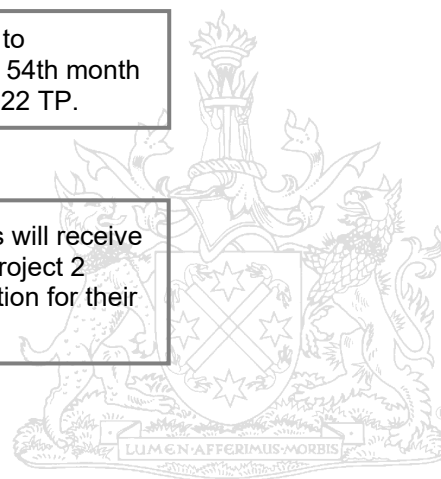 to
54th month
22 TP.
s will receive
roject 2
tion for their
LUMEN·AFFERIMUS·MORBIS